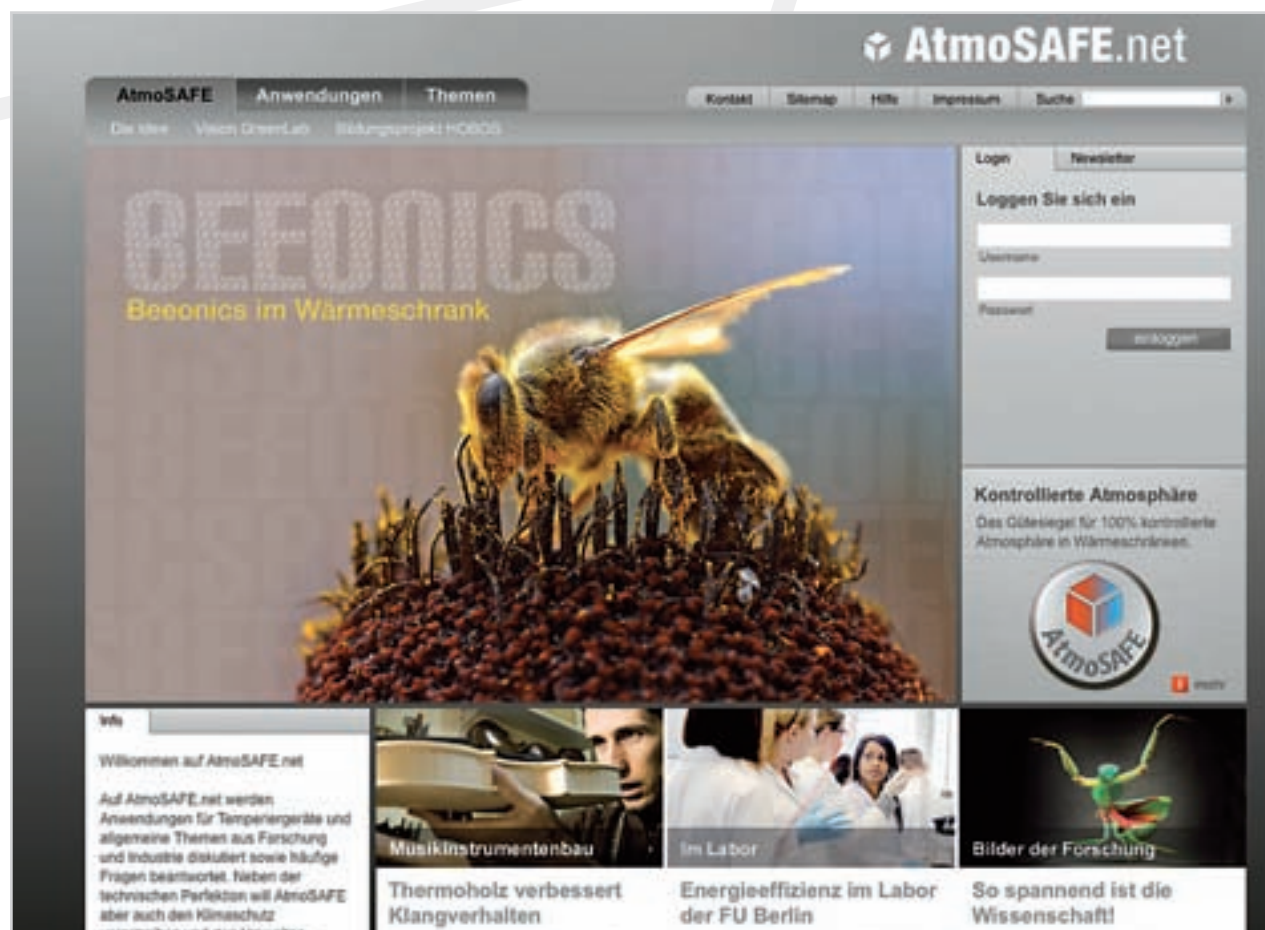 AtmoSAFE.net
AtmoSAFE Anwendungen Themen
Kontakt Sitemap Hilfe Impressum Suche
Die Idee Vision GreenLab Bildungsprojekt HOBOS
BEEONICS
Beeonics im Wärmeschrank
Login Newsletter
Loggen Sie sich ein
Username
Passwort
einloggen
Kontrollierte Atmosphäre
Das Gütesiegel für 100% kontrollierte
Atmosphäre in Wärmeschränken.
AtmoSAFE
mehr
Info
Willkommen auf AtmoSAFE.net
Auf AtmoSAFE.net werden
Anwendungen für Temperiergeräte und
allgemeine Themen aus Forschung
und Industrie diskutiert sowie häufige
Fragen beantwortet. Neben der
technischen Perfektion will AtmoSAFE
aber auch den Klimaschutz
Musikinstrumentenbau
Thermoholz verbessert
Klangverhalten
Im Labor
Energieeffizienz im Labor
der FU Berlin
Bilder der Forschung
So spannend ist die
Wissenschaft!